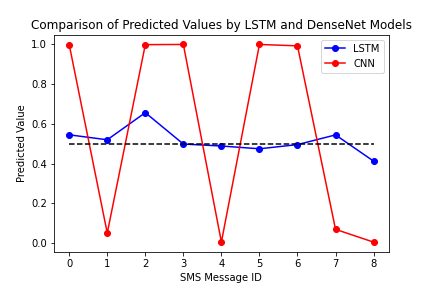 Comparison of Predicted Values by LSTM and DenseNet Models
LSTM
CNN
Predicted Value
1.0
0.8
0.6
0.4
0.2
0.0
0 1 2 3 4 5 6 7 8
SMS Message ID